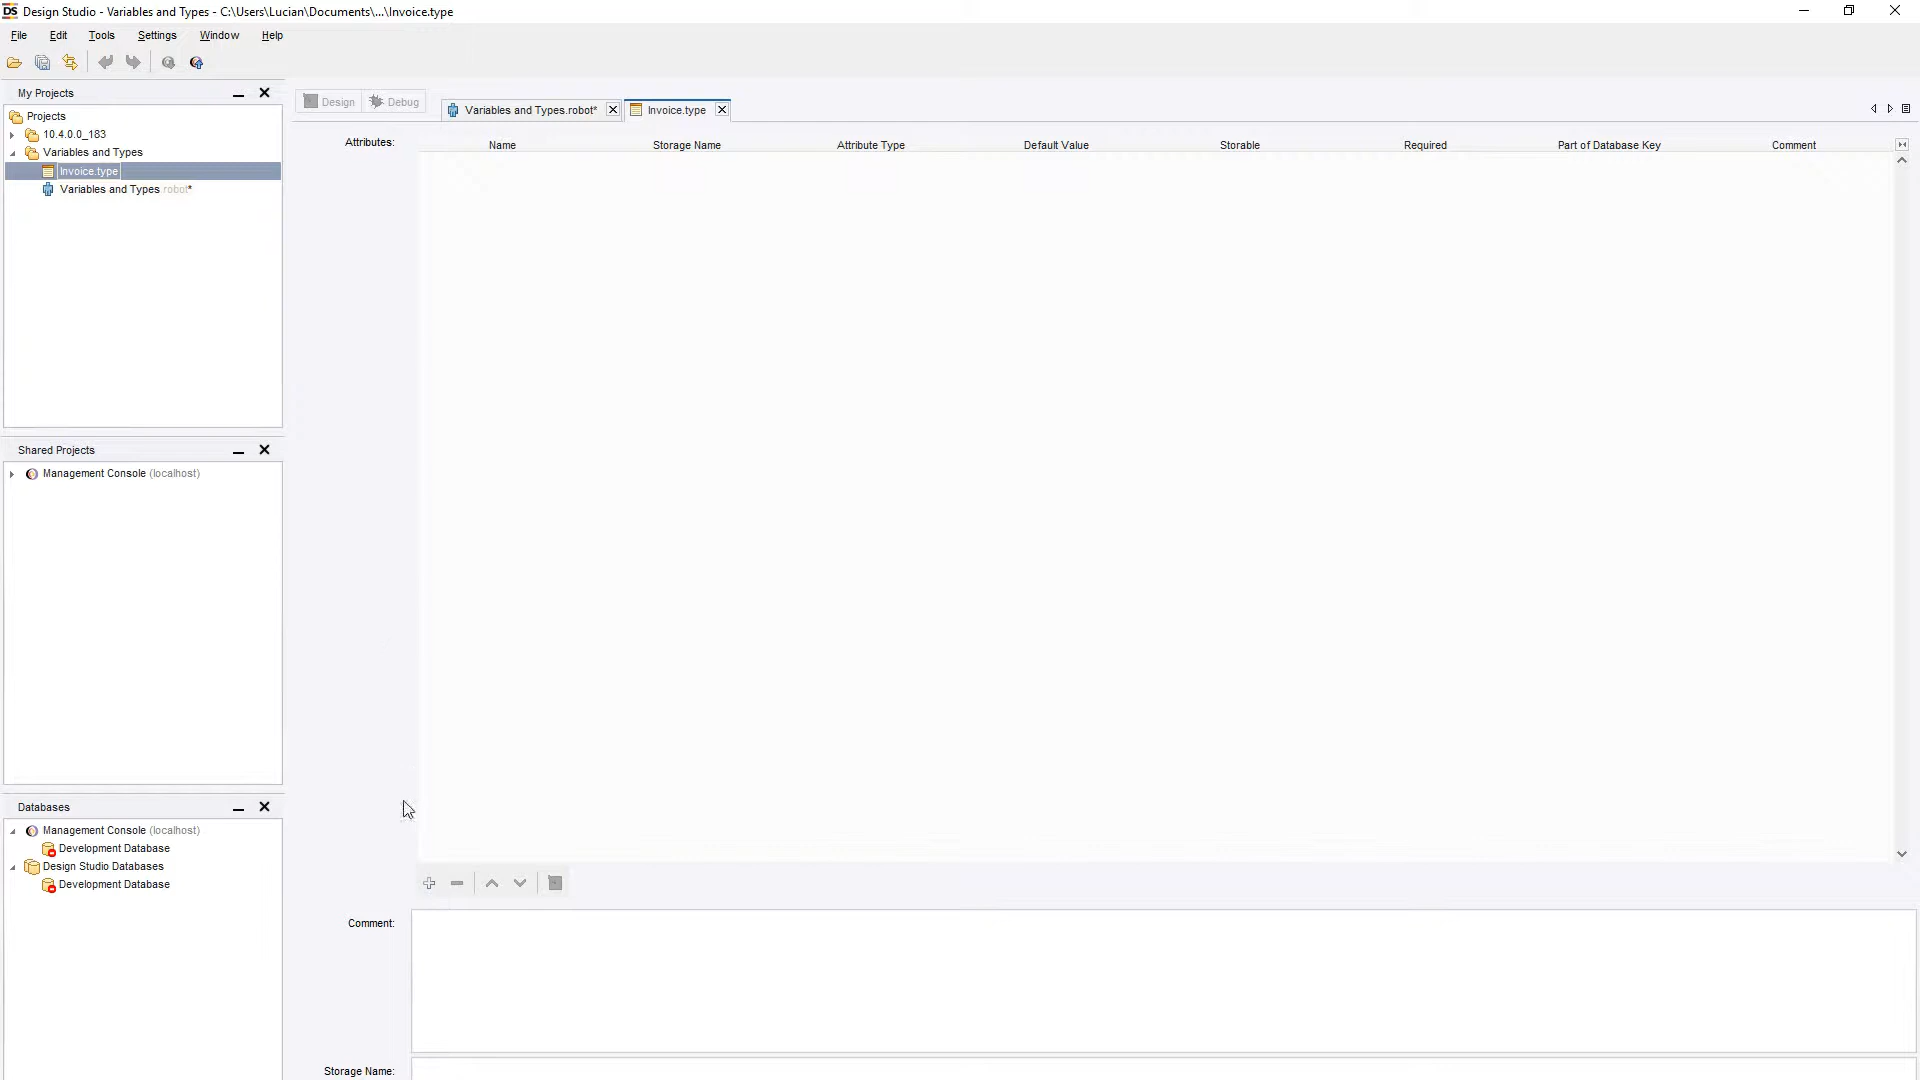 DS Design Studio - Variables and Types - C:\Users\Lucian\Documents\...\Invoice.type
File Edit Tools Settings Window Help
My Projects
Projects
10.4.0.0_183
Variables and Types
Invoice.type
Variables and Types robot*
Shared Projects
Management Console (localhost)
Databases
Management Console (localhost)
Development Database
Design Studio Databases
Development Database
Design Debug Variables and Types.robot* Invoice.type
Attributes: Name Storage Name Attribute Type Default Value Storable Required Part of Database Key Comment
Comment:
Storage Name: